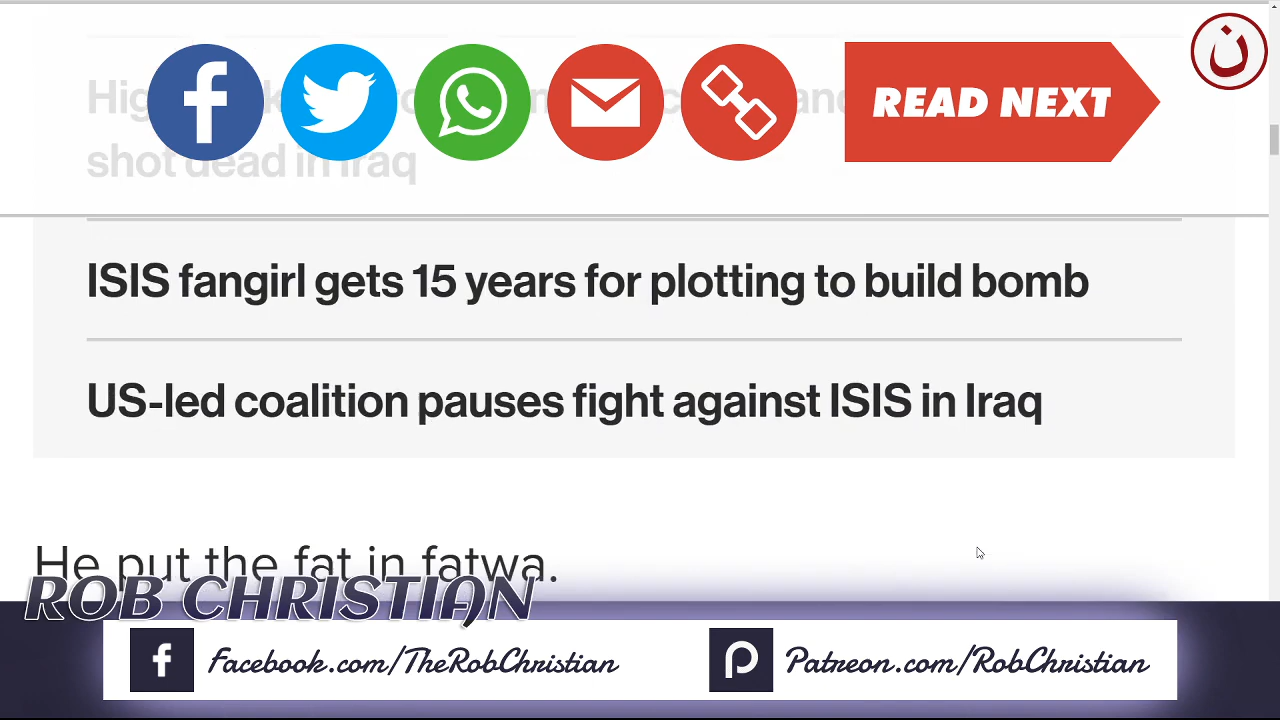 READ NEXT
ن
shot dead in Iraq
ISIS fangirl gets 15 years for plotting to build bomb
US-led coalition pauses fight against ISIS in Iraq
He put the fat in fatwa.
ROB CHRISTIAN
Facebook.com/TheRobChristian
Patreon.com/RobChristian